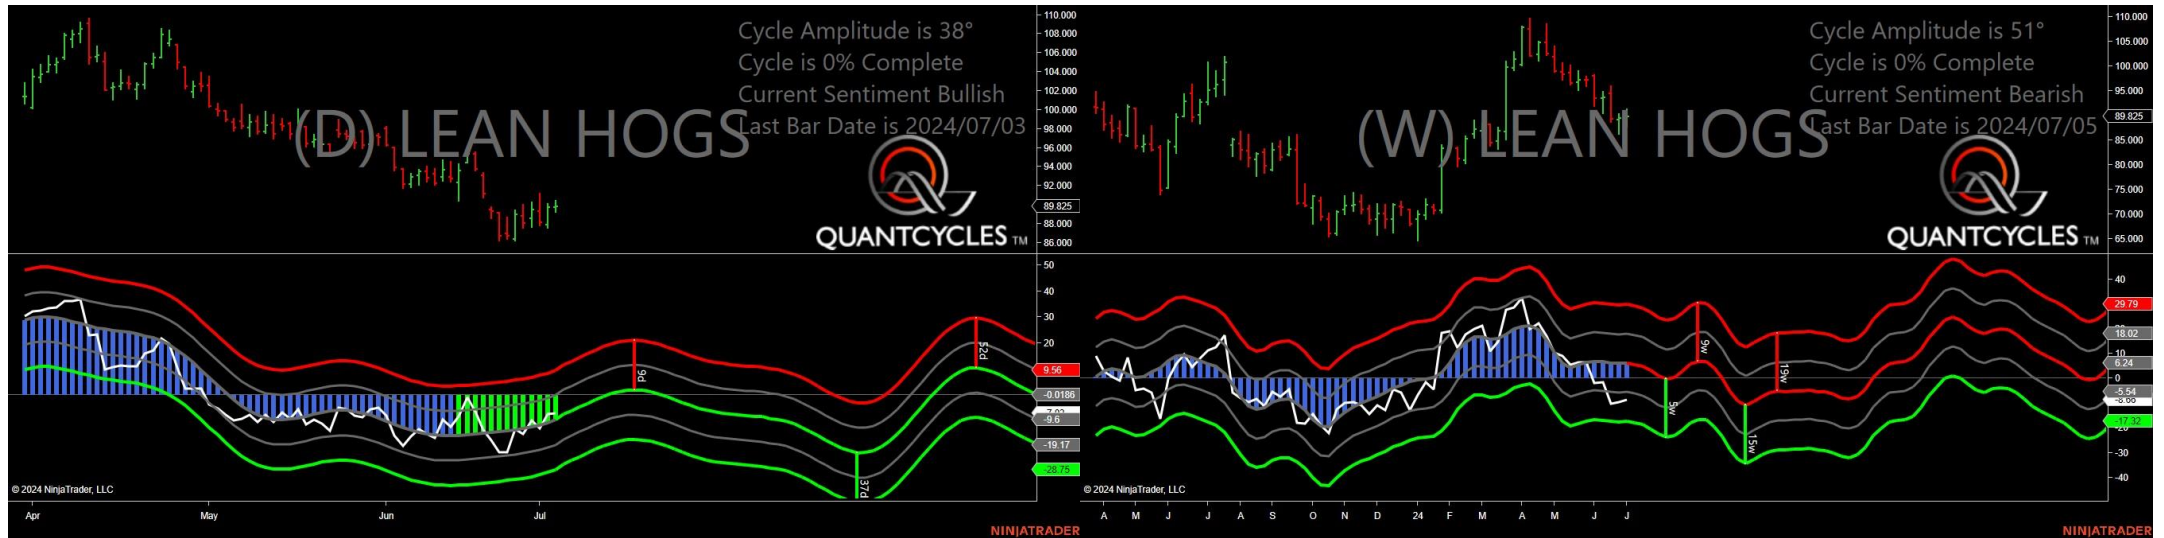 Cycle Amplitude is 38°
Cycle is 0% Complete
Current Sentiment Bullish
Last Bar Date is 2024/07/03
(D) LEAN HOGS
QUANTCYCLES TM
110.000
108.000
106.000
104.000
102.000
100.000
98.000
96.000
94.000
92.000
89.825
88.000
86.000
50
40
30
20
9.56
-0.0186
-9.6
-19.17
-28.75
9d
37d
52d
© 2024 NinjaTrader, LLC
Apr May Jun Jul
NINJATRADER
Cycle Amplitude is 51°
Cycle is 0% Complete
Current Sentiment Bearish
Last Bar Date is 2024/07/05
(W) LEAN HOGS
QUANTCYCLES TM
110.000
105.000
100.000
95.000
89.825
85.000
80.000
75.000
70.000
65.000
40
29.79
18.02
10
6.24
0
-5.54
-17.32
-20
-30
-40
5w
9w
15w
19w
© 2024 NinjaTrader, LLC
A M J J A S O N D 24 F M A M J J
NINJATRADER